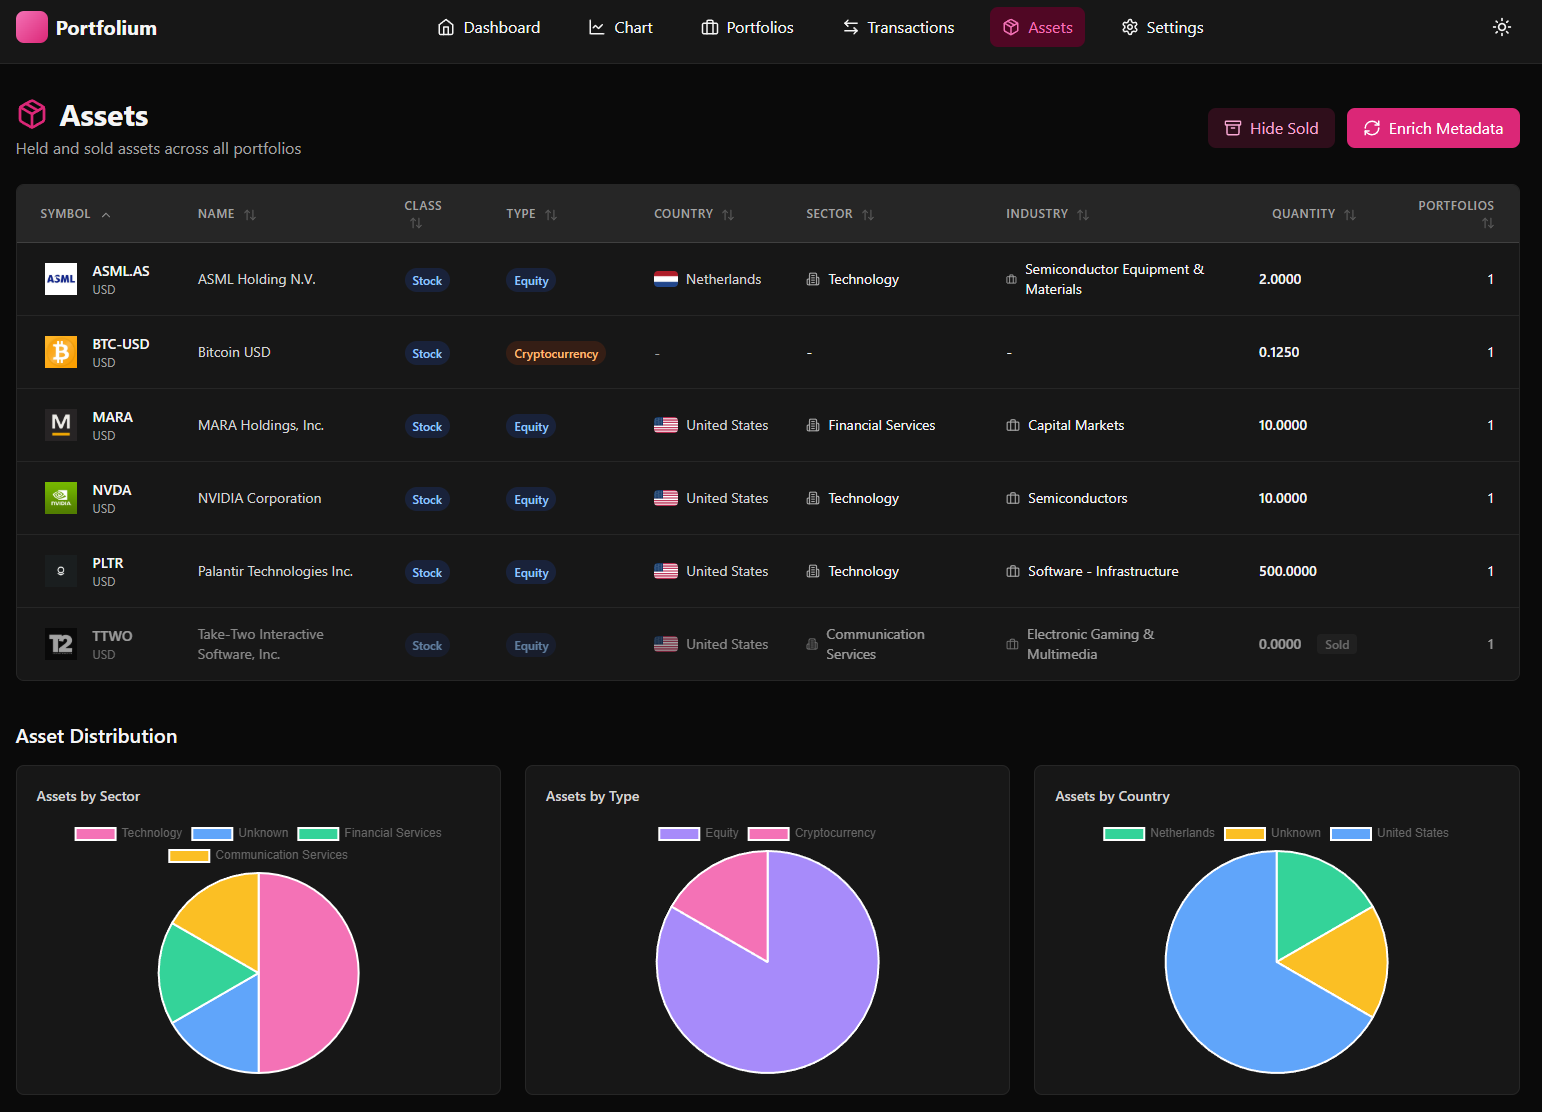 Portfolium
Dashboard
Chart
Portfolios
Transactions
Assets
Settings
Assets
Held and sold assets across all portfolios
Hide Sold
Enrich Metadata
SYMBOL NAME CLASS TYPE COUNTRY SECTOR INDUSTRY QUANTITY PORTFOLIOS
ASML
ASML.AS
USD
ASML Holding N.V.
Stock
Equity
Netherlands
Technology
Semiconductor Equipment &
Materials
2.0000
1
BTC-USD
USD
Bitcoin USD
Stock
Cryptocurrency
-
-
-
0.1250
1
M
MARA
USD
MARA Holdings, Inc.
Stock
Equity
United States
Financial Services
Capital Markets
10.0000
1
NVIDIA
NVDA
USD
NVIDIA Corporation
Stock
Equity
United States
Technology
Semiconductors
10.0000
1
PLTR
USD
Palantir Technologies Inc.
Stock
Equity
United States
Technology
Software - Infrastructure
500.0000
1
T2
TTWO
USD
Take-Two Interactive
Software, Inc.
Stock
Equity
United States
Communication
Services
Electronic Gaming &
Multimedia
0.0000
Sold
1
Asset Distribution
Assets by Sector
Technology Unknown Financial Services
Communication Services
Assets by Type
Equity Cryptocurrency
Assets by Country
Netherlands Unknown United States